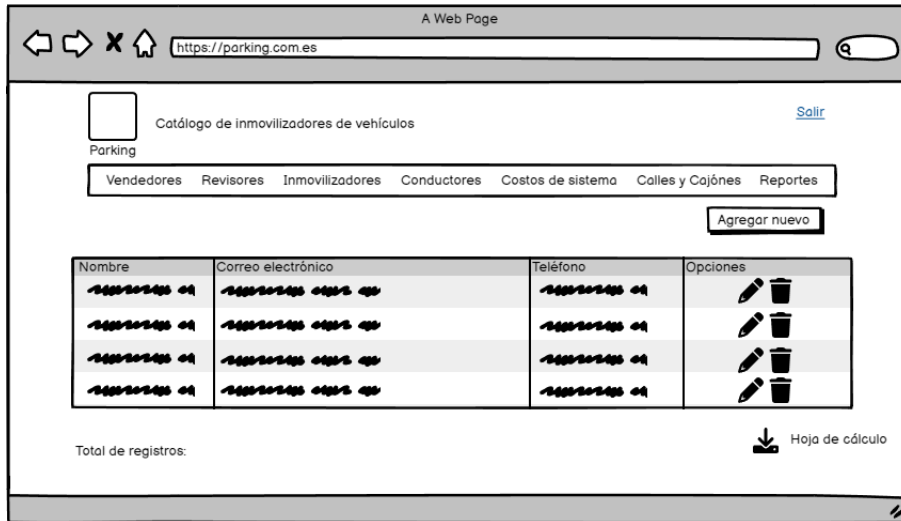 A Web Page
https://parking.com.es
Salir
Catálogo de inmovilizadores de vehículos
Parking
Vendedores Revisores Inmovilizadores Conductores Costos de sistema Calles y Cajónes Reportes
Agregar nuevo
Nombre Correo electrónico Teléfono Opciones
Hoja de cálculo
Total de registros: